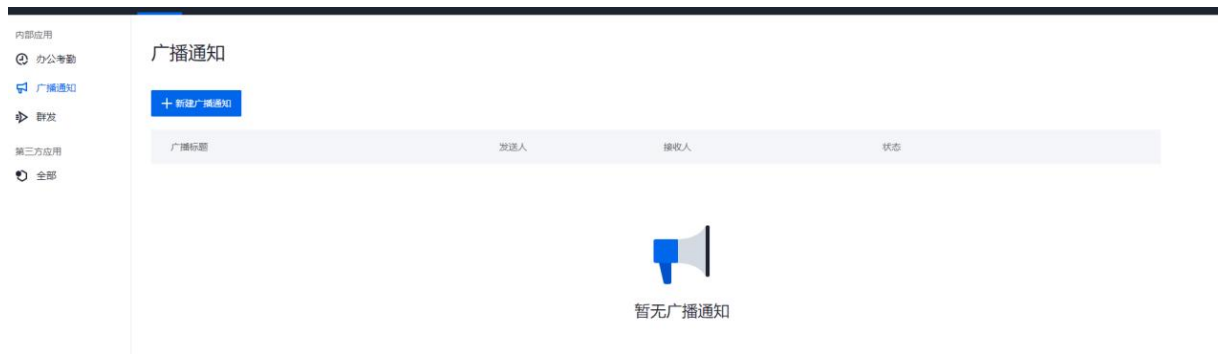 内部应用
办公考勤
广播通知
群发
第三方应用
全部
广播通知
新建广播通知
广播标题 发送人 接收人 状态
暂无广播通知